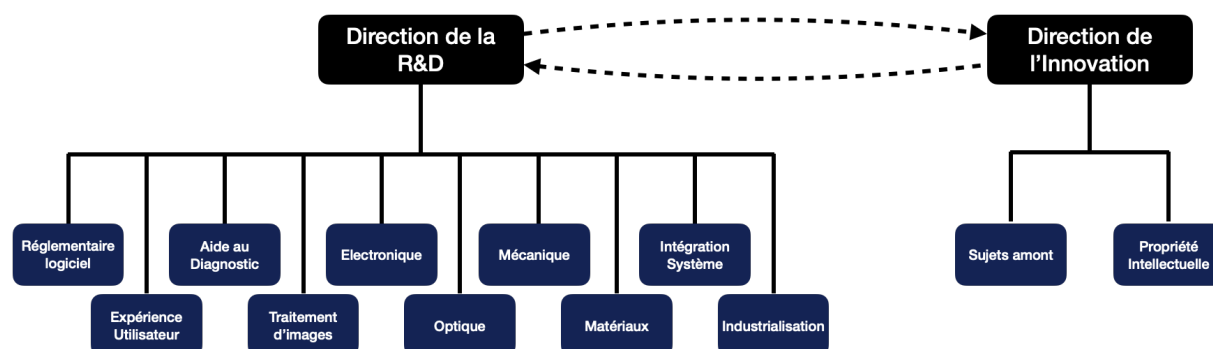 Direction de la
R&D
Direction de
l’Innovation
Réglementaire
logiciel
Aide au
Diagnostic
Electronique
Mécanique
Intégration
Système
Sujets amont
Propriété
Intellectuelle
Expérience
Utilisateur
Traitement
d’images
Optique
Matériaux
Industrialisation